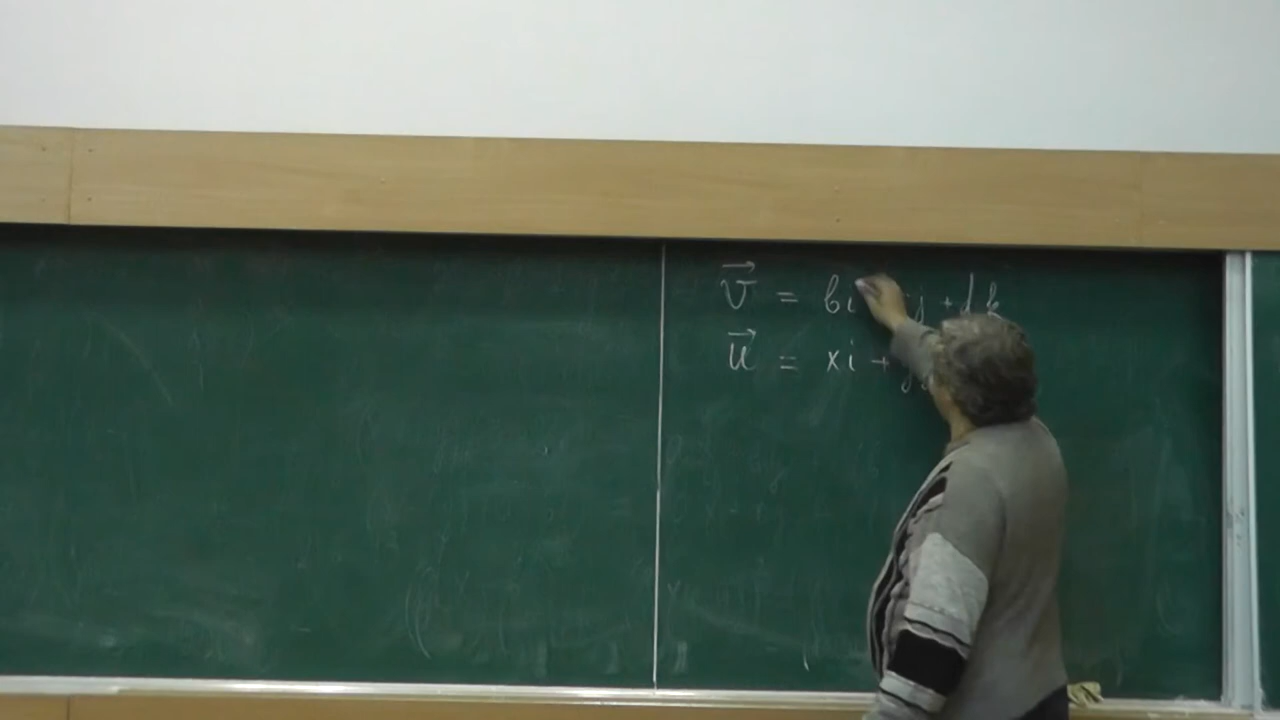 v⃗ = bi j + dk
u⃗ = xi + y